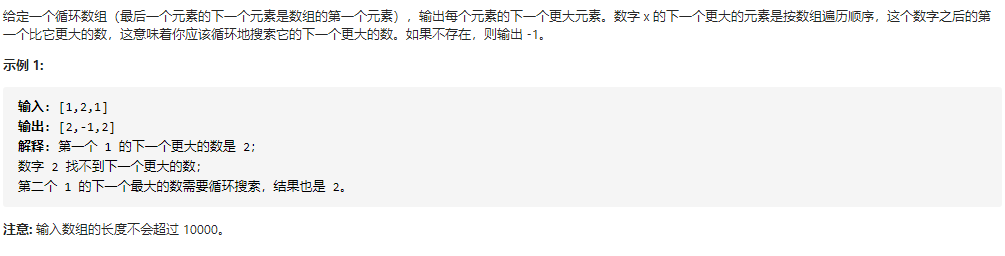 给定一个循环数组（最后一个元素的下一个元素是数组的第一个元素），输出每个元素的下一个更大元素。数字 x 的下一个更大的元素是按数组遍历顺序，这个数字之后的第
一个比它更大的数，这意味着你应该循环地搜索它的下一个更大的数。如果不存在，则输出 -1。
示例 1:
输入: [1,2,1]
输出: [2,-1,2]
解释: 第一个 1 的下一个更大的数是 2;
数字 2 找不到下一个更大的数;
第二个 1 的下一个最大的数需要循环搜索，结果也是 2。
注意: 输入数组的长度不会超过 10000。